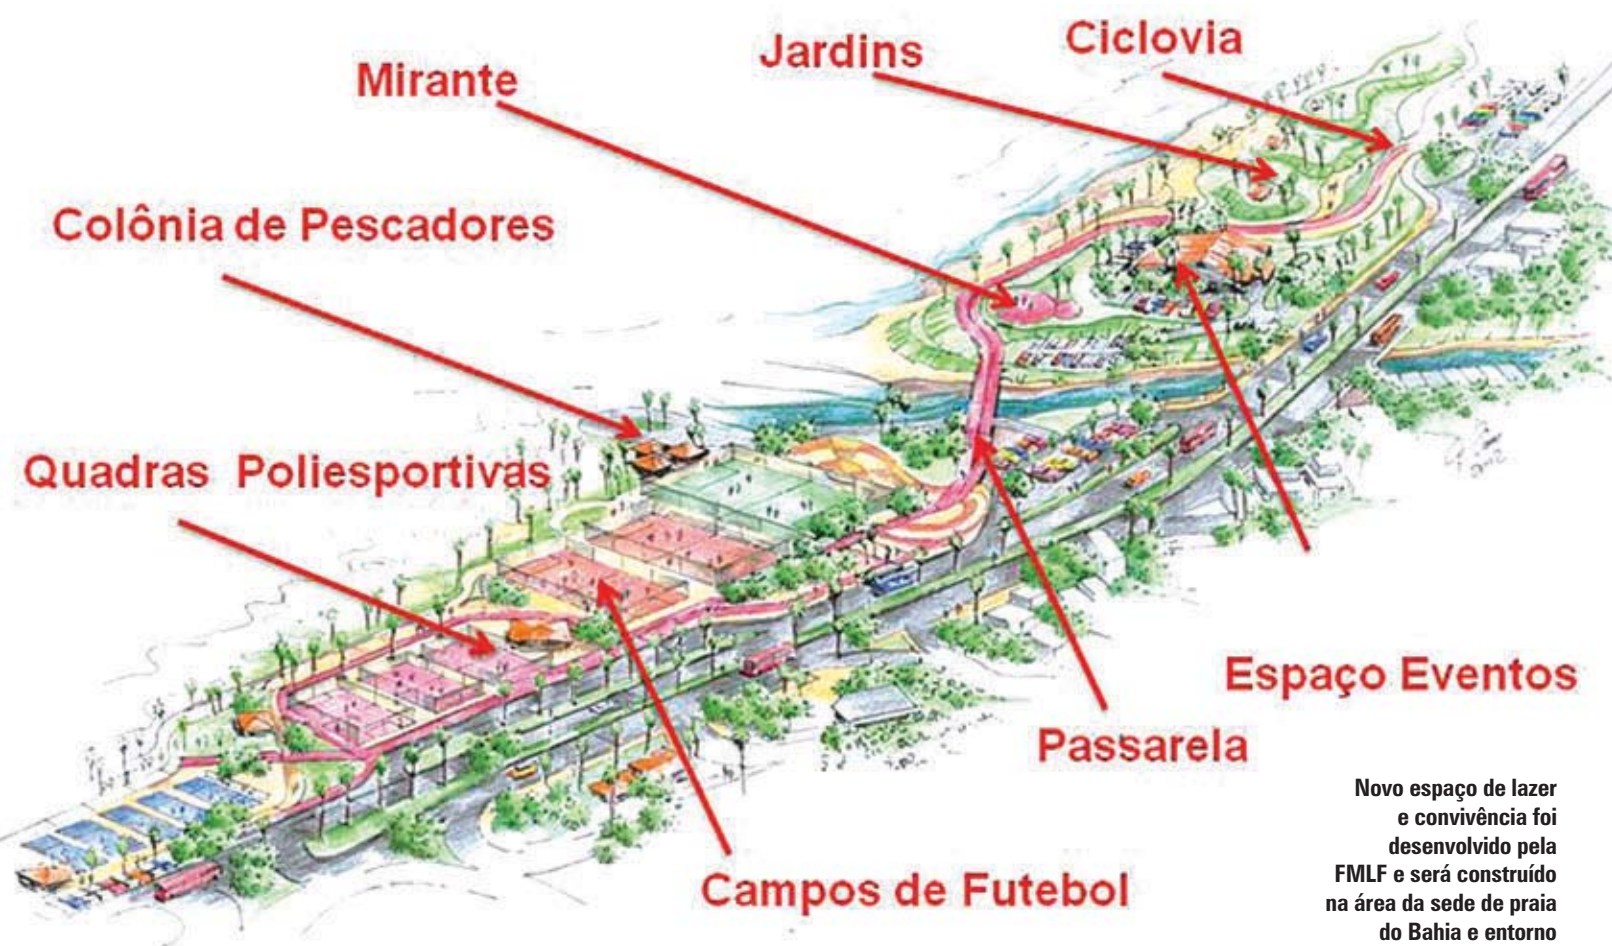 Ciclovia
Jardins
Mirante
Colônia de Pescadores
Quadras Poliesportivas
Espaço Eventos
Passarela
Campos de Futebol
Novo espaço de lazer
e convivência foi
desenvolvido pela
FMLF e será construído
na área da sede de praia
do Bahia e entorno